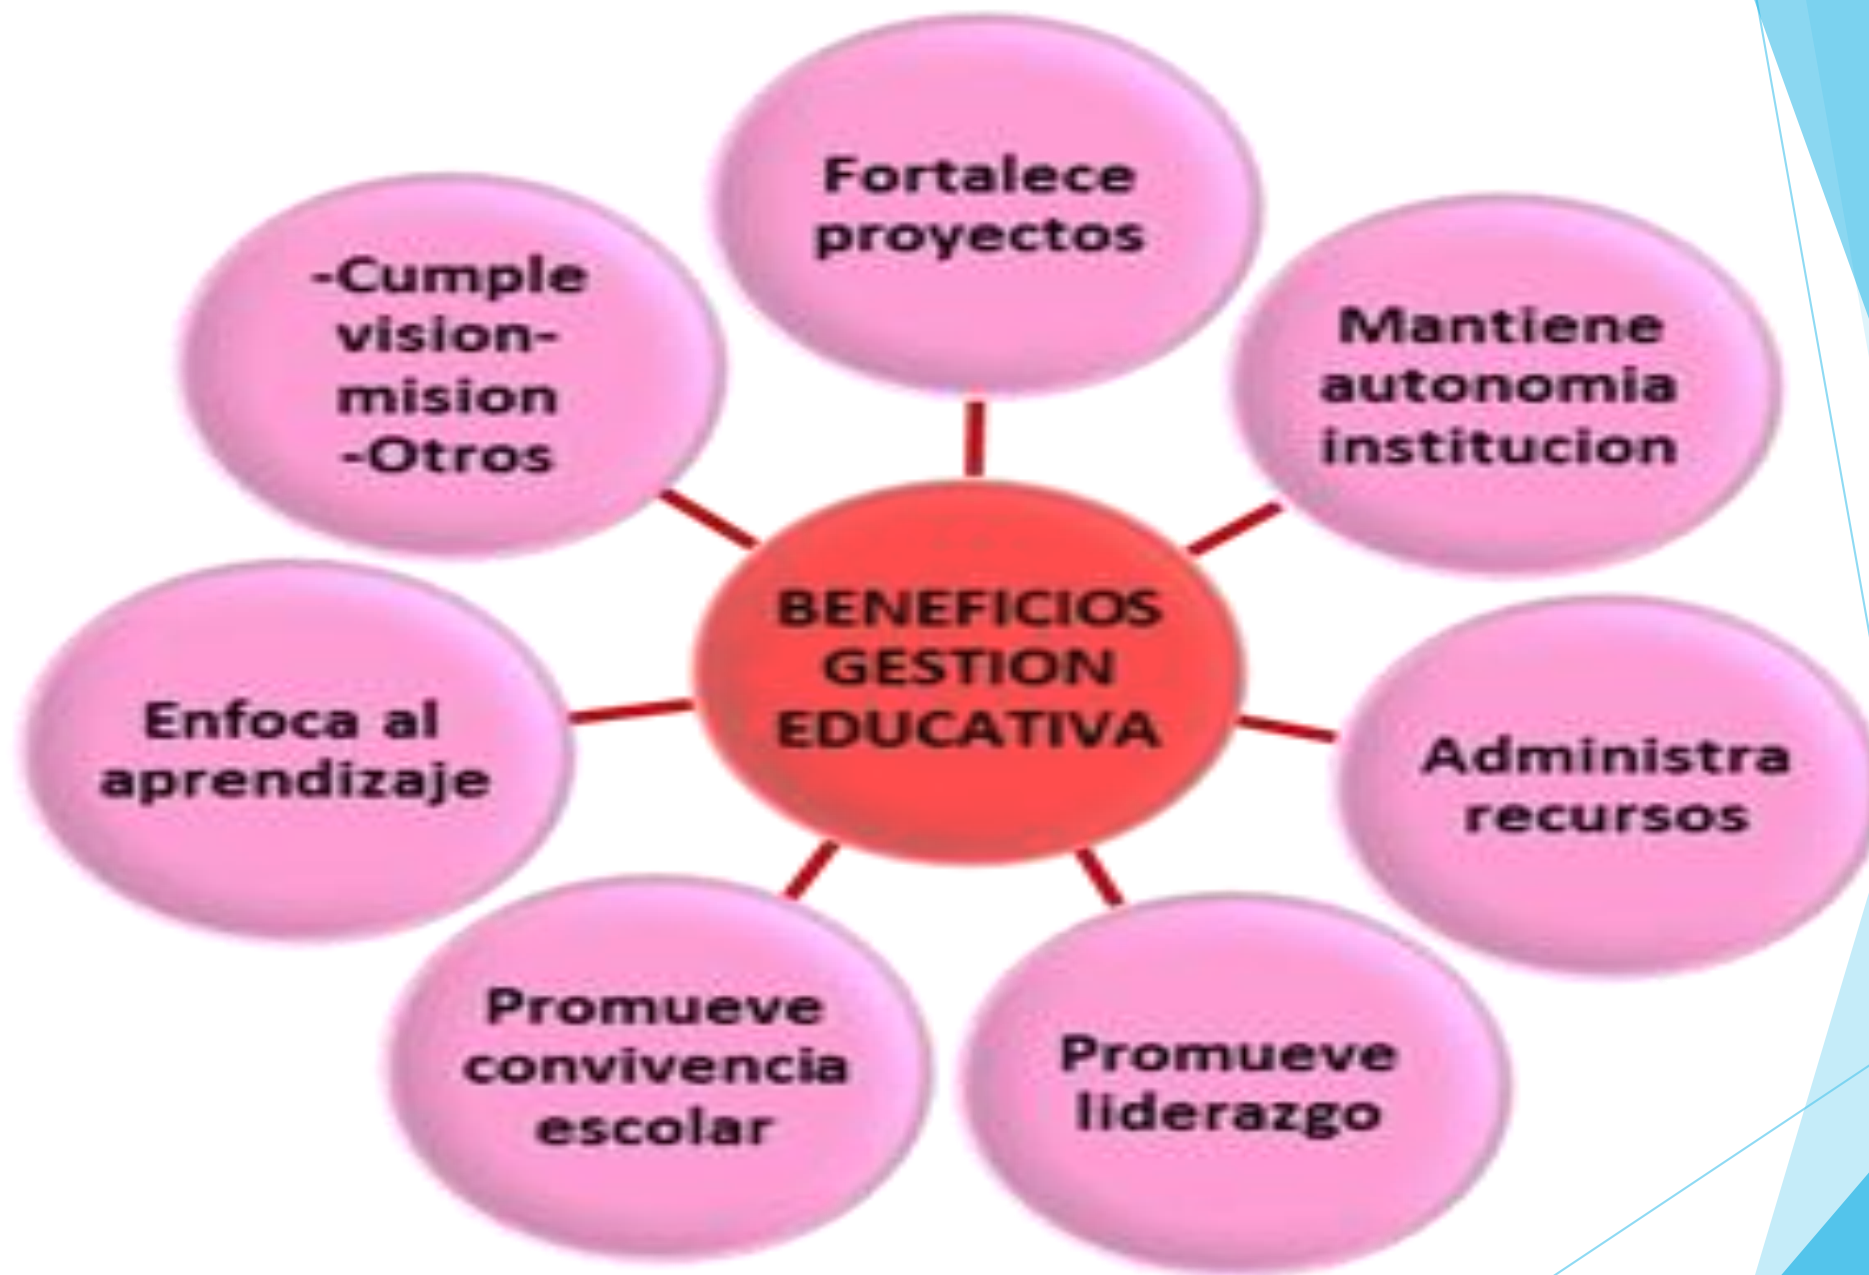 Fortalece
proyectos
Mantiene
autonomia
institucion
Administra
recursos
Promueve
liderazgo
Promueve
convivencia
escolar
Enfoca al
aprendizaje
-Cumple
vision-
mision
-Otros
BENEFICIOS
GESTION
EDUCATIVA